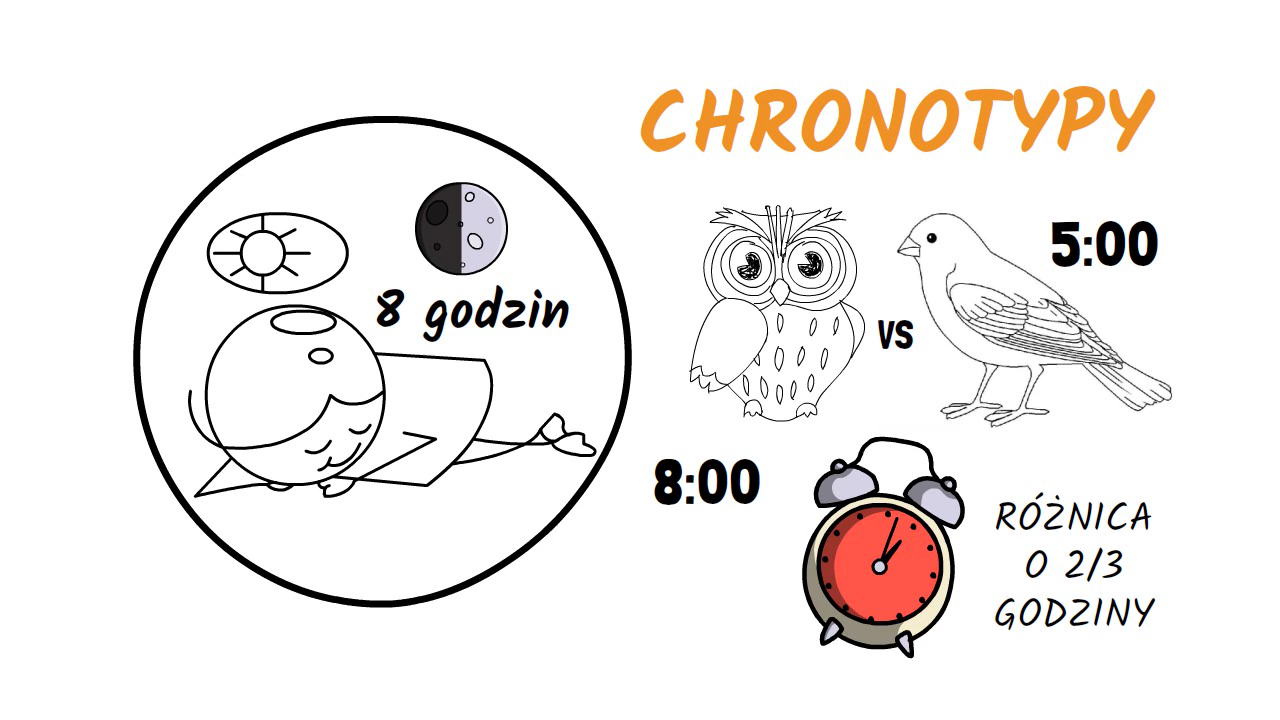 CHRONOTYPY
8 godzin
5:00
VS
8:00
RÓŻNICA
O 2/3
GODZINY